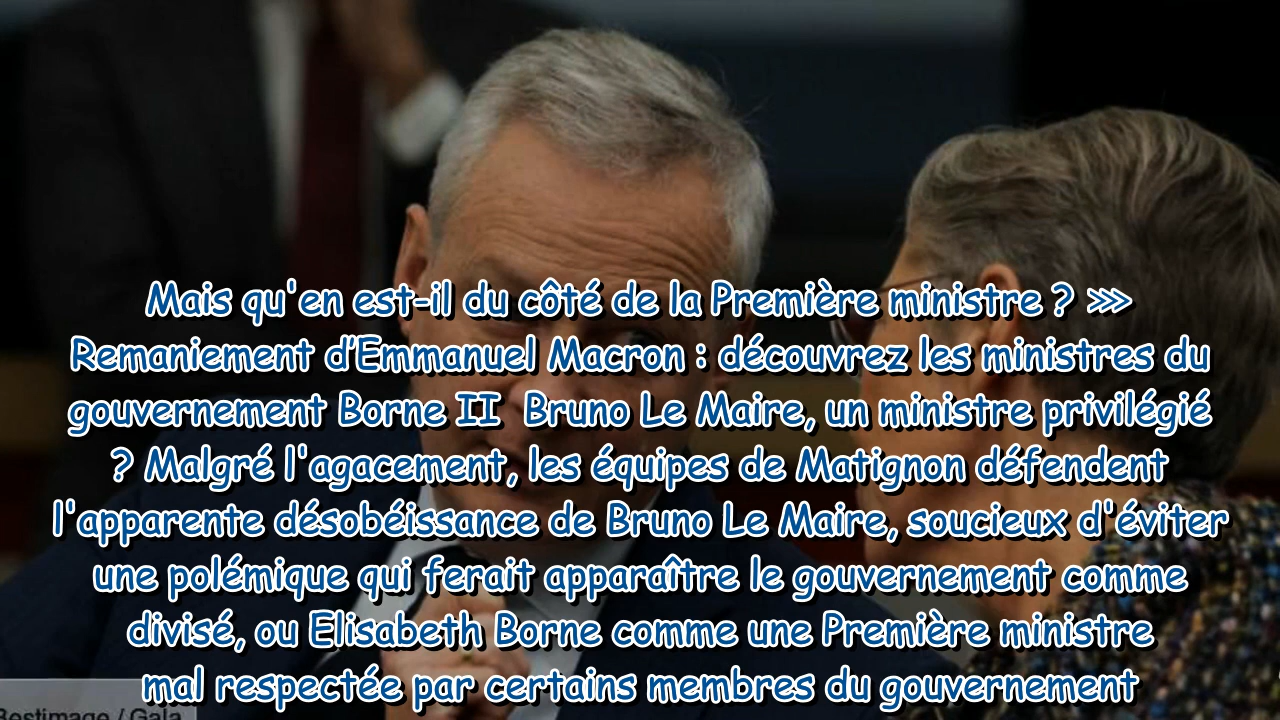 Mais qu'en est-il du côté de la Première ministre ? >>>
Remaniement d’Emmanuel Macron : découvrez les ministres du
gouvernement Borne II  Bruno Le Maire, un ministre privilégié
? Malgré l'agacement, les équipes de Matignon défendent
l'apparente désobéissance de Bruno Le Maire, soucieux d'éviter
une polémique qui ferait apparaître le gouvernement comme
divisé, ou Elisabeth Borne comme une Première ministre
mal respectée par certains membres du gouvernement
Bestimage / Gala